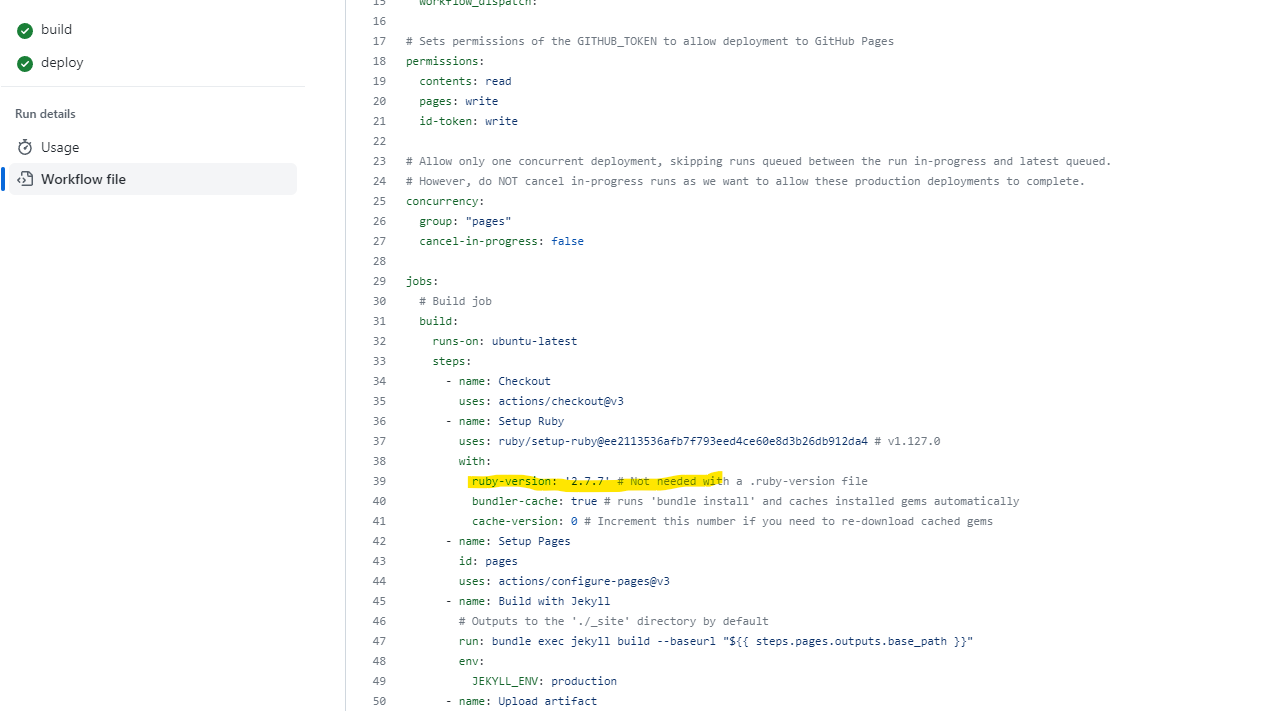 build
deploy
Run details
Usage
Workflow file
15 workflow_dispatch:
16
17 # Sets permissions of the GITHUB_TOKEN to allow deployment to GitHub Pages
18 permissions:
19 contents: read
20 pages: write
21 id-token: write
22
23 # Allow only one concurrent deployment, skipping runs queued between the run in-progress and latest queued.
24 # However, do NOT cancel in-progress runs as we want to allow these production deployments to complete.
25 concurrency:
26 group: "pages"
27 cancel-in-progress: false
28
29 jobs:
30 # Build job
31 build:
32 runs-on: ubuntu-latest
33 steps:
34 - name: Checkout
35 uses: actions/checkout@v3
36 - name: Setup Ruby
37 uses: ruby/setup-ruby@ee2113536afb7f793eed4ce60e8d3b26db912da4 # v1.127.0
38 with:
39 ruby-version: '2.7.7' # Not needed with a .ruby-version file
40 bundler-cache: true # runs 'bundle install' and caches installed gems automatically
41 cache-version: 0 # Increment this number if you need to re-download cached gems
42 - name: Setup Pages
43 id: pages
44 uses: actions/configure-pages@v3
45 - name: Build with Jekyll
46 # Outputs to the './_site' directory by default
47 run: bundle exec jekyll build --baseurl "${{ steps.pages.outputs.base_path }}"
48 env:
49 JEKYLL_ENV: production
50 - name: Upload artifact